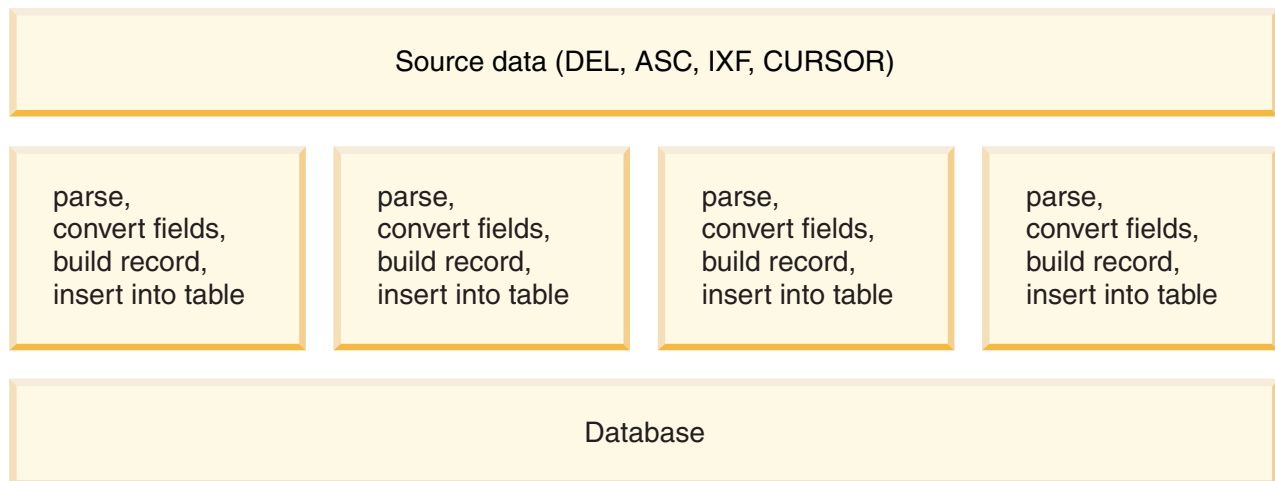 Source data (DEL, ASC, IXF, CURSOR)
parse,
convert fields,
build record,
insert into table
parse,
convert fields,
build record,
insert into table
parse,
convert fields,
build record,
insert into table
parse,
convert fields,
build record,
insert into table
Database